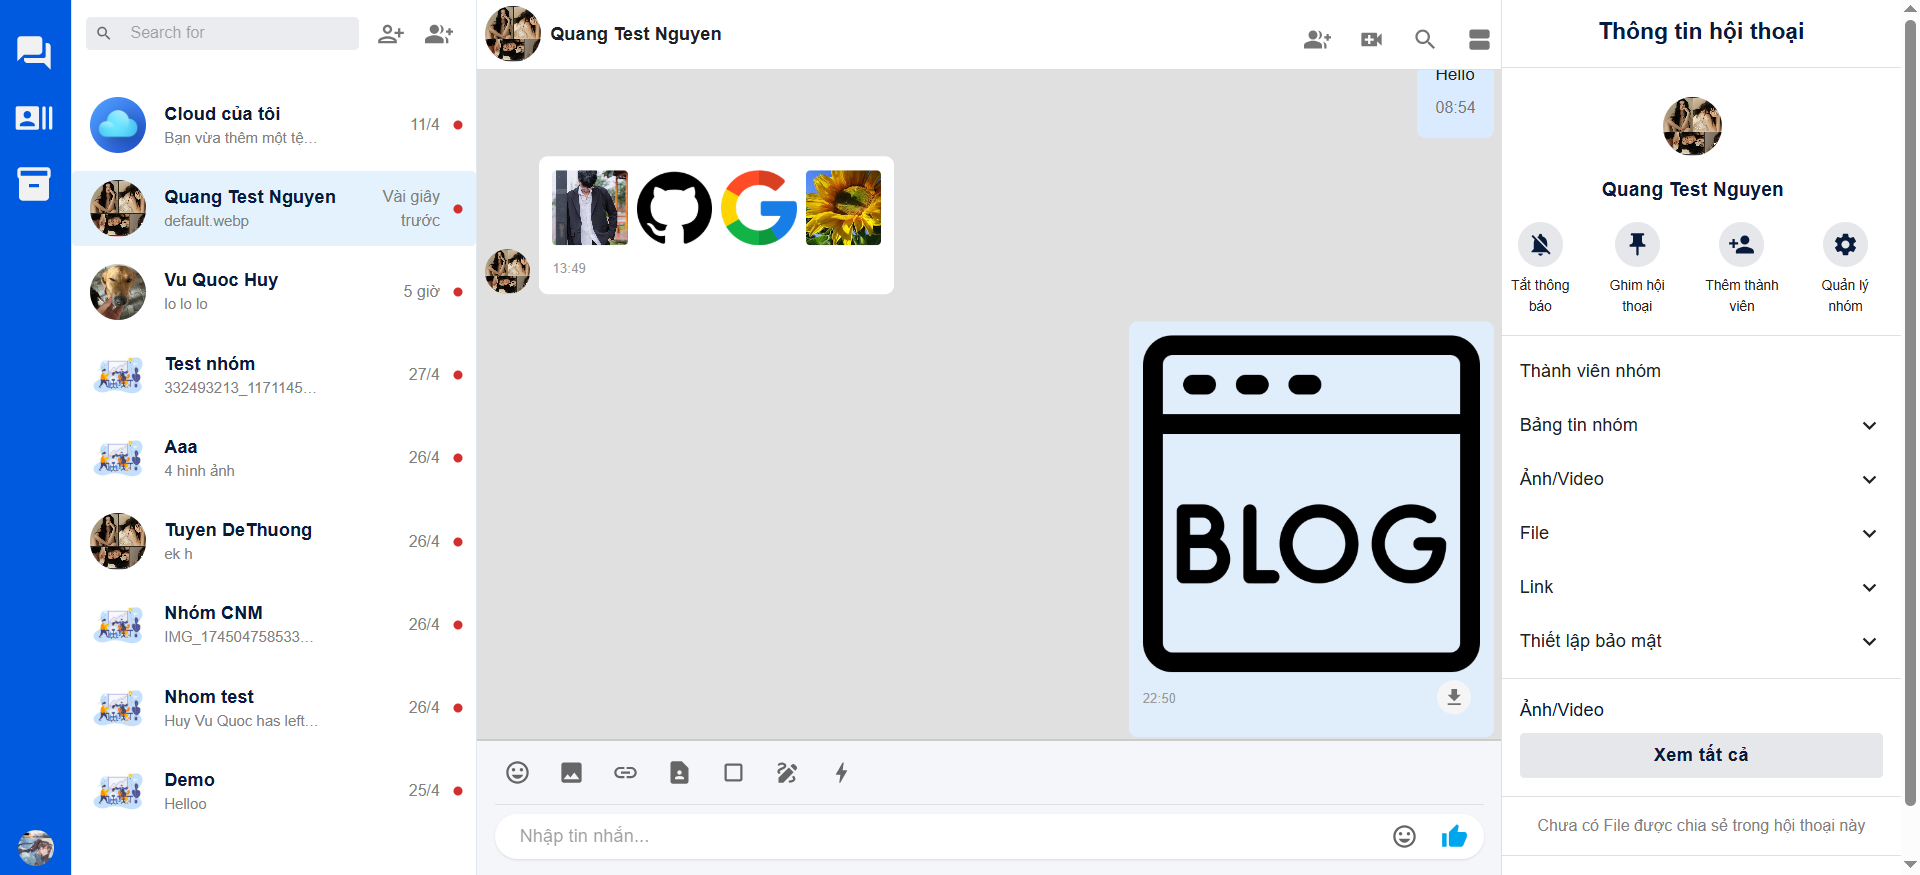 Search for
Cloud của tôi
11/4
Bạn vừa thêm một tệ...
Quang Test Nguyen
Vài giây
trước
default.webp
Vu Quoc Huy
5 giờ
lo lo lo
Test nhóm
27/4
332493213_1171145...
Aaa
26/4
4 hình ảnh
Tuyen DeThuong
26/4
ek h
Nhóm CNM
26/4
IMG_174504758533...
Nhom test
26/4
Huy Vu Quoc has left...
Demo
25/4
Helloo
Quang Test Nguyen
Hello
08:54
13:49
BLOG
22:50
Nhập tin nhắn...
Thông tin hội thoại
Quang Test Nguyen
Tắt thông
báo
Ghim hội
thoại
Thêm thành
viên
Quản lý
nhóm
Thành viên nhóm
Bảng tin nhóm
Ảnh/Video
File
Link
Thiết lập bảo mật
Ảnh/Video
Xem tất cả
Chưa có File được chia sẻ trong hội thoại này